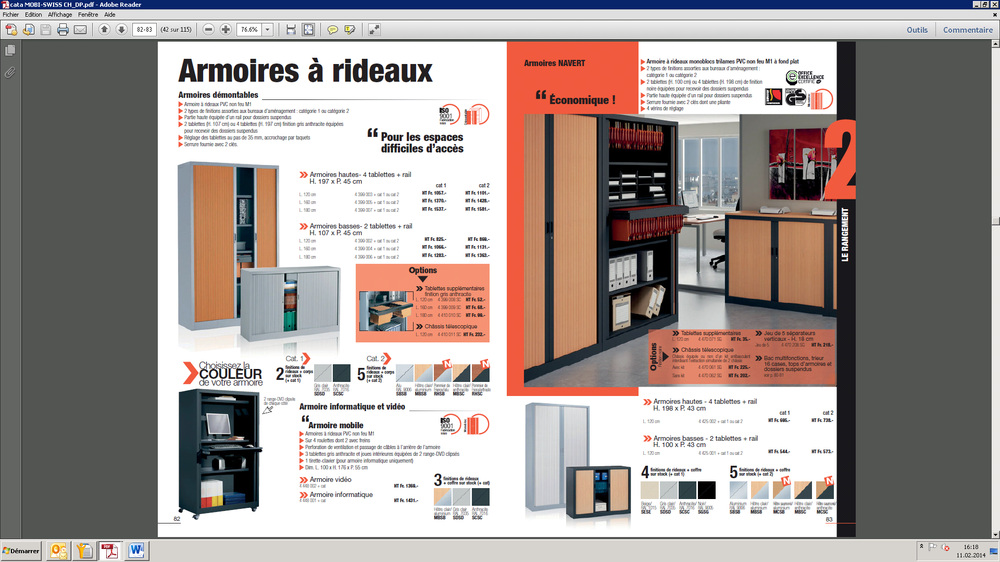 cata MOBI-SWISS CH_DP.pdf - Adobe Reader
Fichier Edition Affichage Fenêtre Aide
82-83 (42 sur 115) 76.6% Outils Commentaire
Armoires à rideaux
Armoires démontables
Armoire à rideaux PVC non feu M1
2 types de finitions assorties aux bureaux d'aménagement : catégorie 1 ou catégorie 2
Partie haute équipée d'un rail pour dossiers suspendus
2 tablettes (H. 107 cm) ou 4 tablettes (H. 197 cm) finition gris anthracite équipées
pour recevoir des dossiers suspendus
Réglage des tablettes au pas de 35 mm, accrochage par taquets
Serrure fournie avec 2 clés.
ISO
9001
Fabrication
sous
Démontable
“ Pour les espaces
difficiles d'accès
Armoires hautes- 4 tablettes + rail
H. 197 x P. 45 cm
cat 1 cat 2
L. 120 cm 4 399 003 + cat 1 ou cat 2 HT Fr. 1057.- HT Fr. 1101.-
L. 160 cm 4 399 005 + cat 1 ou cat 2 HT Fr. 1370.- HT Fr. 1428.-
L. 180 cm 4 399 007 + cat 1 ou cat 2 HT Fr. 1537.- HT Fr. 1581.-
Armoires basses- 2 tablettes + rail
H. 107 x P. 45 cm
L. 120 cm 4 399 002 + cat 1 ou cat 2 HT Fr. 825.- HT Fr. 869.-
L. 160 cm 4 399 004 + cat 1 ou cat 2 HT Fr. 1066.- HT Fr. 1131.-
L. 180 cm 4 399 006 + cat 1 ou cat 2 HT Fr. 1283.- HT Fr. 1363.-
Options
Tablettes supplémentaires
finition gris anthracite
L. 120 cm 4 399 008 SC HT Fr. 52.-
L. 160 cm 4 399 009 SC HT Fr. 68.-
L. 180 cm 4 410 010 SC HT Fr. 99.-
Châssis télescopique
L. 120 cm 4 410 011 SC HT Fr. 232.-
Choisissez la
COULEUR
de votre armoire
Cat. 1
2 finitions de
rideaux + corps
sur stock
(+ cat 1)
Gris clair
RAL 7035
SDSD
Anthracite
RAL 7016
SCSC
Cat. 2
5 finitions de
rideaux + corps
sur stock
(+ cat 2)
N
N
Alu
RAL 9006
SBSB
Hêtre clair/
aluminium
MBSB
Pommier de
France/alu
RHSB
Hêtre clair/
anthracite
MBSC
Pommier de
France/anthracite
RHSC
2 range-DVD clipsés
de chaque côté
Armoire informatique et vidéo
“ Armoire mobile
Armoires à rideaux PVC non feu M1
Sur 4 roulettes dont 2 avec freins
Perforation de ventilation et passage de câbles à l'arrière de l'armoire
3 tablettes gris anthracite et joues intérieures équipées de 2 range-DVD clipsés
1 tirette-clavier (pour armoire informatique uniquement)
Dim. L. 100 x H. 176 x P. 55 cm
ISO
9001
Fabrication
sous
Monobloc
Armoire vidéo
4 448 002 + cat HT Fr. 1369.-
Armoire informatique
4 448 001 + cat HT Fr. 1431.-
3 finitions de rideaux
+ coffre sur stock (+ cat)
Hêtre clair/
aluminium
MBSB
Gris clair
RAL 7035
SDSD
Anthracite
RAL 7016
SCSC
82
Armoires NAVERT
“ Économique !
Armoire à rideaux monoblocs trilames PVC non feu M1 à fond plat
2 types de finitions assorties aux bureaux d'aménagement :
catégorie 1 ou catégorie 2
2 tablettes (H. 100 cm) ou 4 tablettes (H. 198 cm) de finition
noire équipées pour recevoir des dossiers suspendus
Partie haute équipée d'un rail pour dossiers suspendus
Serrure fournie avec 2 clés dont une pliante
4 vérins de réglage
OFFICE
EXCELLENCE
CERTIFIÉ
TÜV
GS
Monobloc
2
LE RANGEMENT
Options
Finition noire
Tablettes supplémentaires
L. 120 cm 4 470 071 SG HT Fr. 35.-
Châssis télescopique
Châssis équipés ou non d'un kit antibasculant
interdisant l'extraction simultanée de 2 châssis
Avec kit 4 470 061 SG HT Fr. 225.-
Sans kit 4 470 062 SG HT Fr. 202.-
Jeu de 5 séparateurs
verticaux - H. 18 cm
Jeu de 5 4 470 208 SG HT Fr. 218.-
Bac multifonctions, trieur
16 cases, tops d'armoires et
dossiers suspendus
voir p. 80-81
Armoires hautes - 4 tablettes + rail
H. 198 x P. 43 cm
cat 1 cat 2
L. 120 cm 4 425 002 + cat 1 ou cat 2 HT Fr. 695.- HT Fr. 738.-
Armoires basses - 2 tablettes + rail
H. 100 x P. 43 cm
L. 120 cm 4 425 001 + cat 1 ou cat 2 HT Fr. 544.- HT Fr. 573.-
4 finitions de rideaux + coffre
sur stock (+ cat 1)
Beige/
RAL 1015
SESE
Gris clair/
RAL 7035
SDSD
Anthracite/
RAL 7016
SCSC
Noir/
RAL 9005
SGSG
5 finitions de rideaux + coffre
sur stock (+ cat 2)
N
N
Aluminium
RAL 9006
SBSB
Hêtre clair/
aluminium
MBSB
Hêtre saumoné/
aluminium
MCSB
Hêtre clair/
anthracite
MBSC
Hêtre saumoné/
anthracite
MCSC
83
Démarrer
16:18
11.02.2014